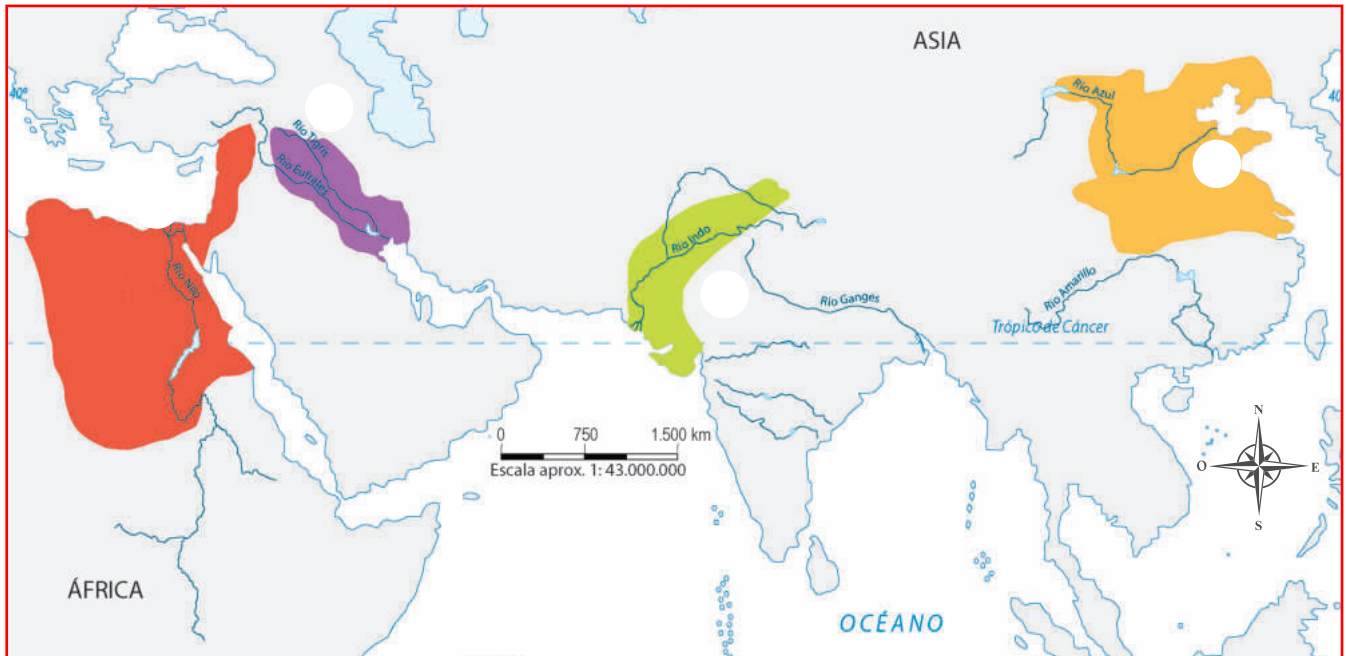 ASIA
40°
40
Río Azul
Río Tigris
Río Eufrates
Río Indo
Río Nilo
Río Ganges
Río Amarillo
Trópico de Cáncer
0 750 1.500 km
Escala aprox. 1: 43.000.000
N
O E
S
ÁFRICA
OCÉANO